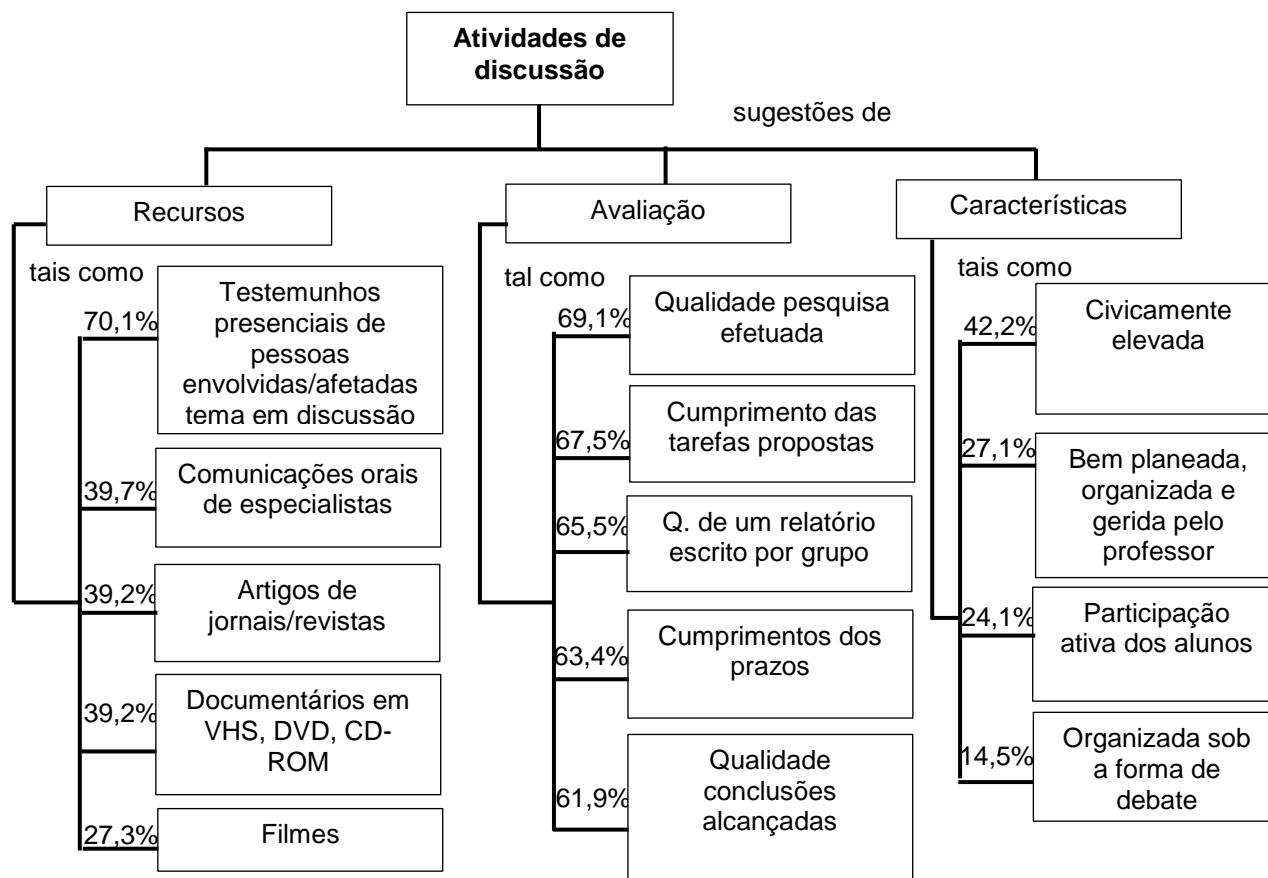 Atividades de
discussão
sugestões de
Recursos
tais como
70,1%
Testemunhos
presenciais de
pessoas
envolvidas/afetadas
tema em discussão
39,7%
Comunicações orais
de especialistas
39,2%
Artigos de
jornais/revistas
39,2%
Documentários em
VHS, DVD, CD-
ROM
27,3%
Filmes
Avaliação
tal como
69,1%
Qualidade pesquisa
efetuada
67,5%
Cumprimento das
tarefas propostas
65,5%
Q. de um relatório
escrito por grupo
63,4%
Cumprimentos dos
prazos
61,9%
Qualidade
conclusões
alcançadas
Características
tais como
42,2%
Civicamente
elevada
27,1%
Bem planeada,
organizada e
gerida pelo
professor
24,1%
Participação
ativa dos alunos
14,5%
Organizada sob
a forma de
debate